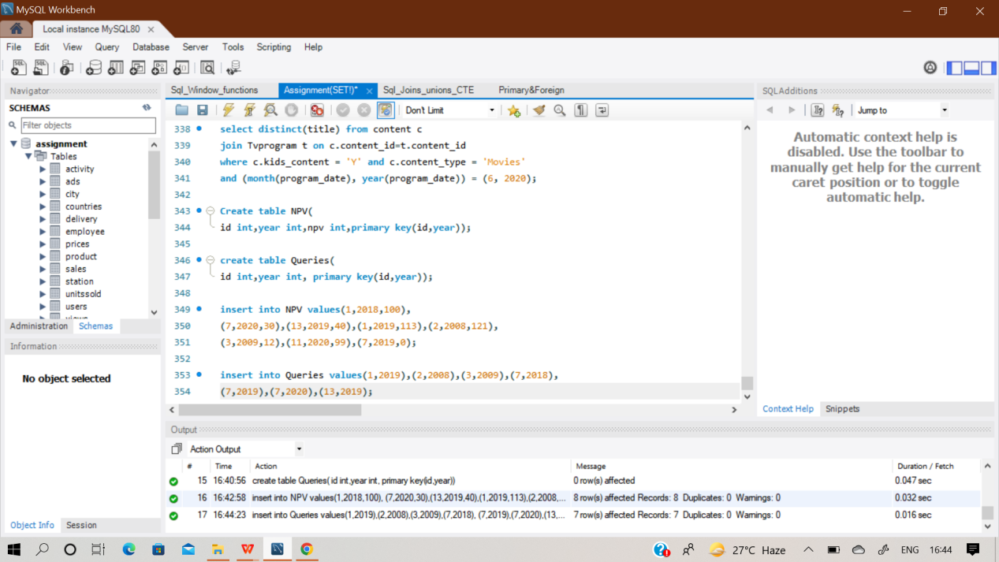 MySQL Workbench
Local instance MySQL80
File Edit View Query Database Server Tools Scripting Help
Navigator
SCHEMAS
Filter objects
assignment
Tables
activity
ads
city
countries
delivery
employee
prices
product
sales
station
unitssold
users
views
Administration Schemas
Information
No object selected
Object Info Session
Sql_Window_functions Assignment(SET!)* Sql_Joins_unions_CTE Primary&Foreign
Don't Limit
338 select distinct(title) from content c
339 join Tvprogram t on c.content_id=t.content_id
340 where c.kids_content = 'Y' and c.content_type = 'Movies'
341 and (month(program_date), year(program_date)) = (6, 2020);
342
343 Create table NPV(
344 id int,year int,npv int,primary key(id,year));
345
346 create table Queries(
347 id int,year int, primary key(id,year));
348
349 insert into NPV values(1,2018,100),
350 (7,2020,30),(13,2019,40),(1,2019,113),(2,2008,121),
351 (3,2009,12),(11,2020,99),(7,2019,0);
352
353 insert into Queries values(1,2019),(2,2008),(3,2009),(7,2018),
354 (7,2019),(7,2020),(13,2019);
SQLAdditions
Jump to
Automatic context help is
disabled. Use the toolbar to
manually get help for the current
caret position or to toggle
automatic help.
Context Help Snippets
Output
Action Output
# Time Action Message Duration / Fetch
15 16:40:56 create table Queries( id int,year int, primary key(id,year)) 0 row(s) affected 0.047 sec
16 16:42:58 insert into NPV values(1,2018,100), (7,2020,30),(13,2019,40),(1,2019,113),(2,2008,... 8 row(s) affected Records: 8 Duplicates: 0 Warnings: 0 0.032 sec
17 16:44:23 insert into Queries values(1,2019),(2,2008),(3,2009),(7,2018), (7,2019),(7,2020),(13,... 7 row(s) affected Records: 7 Duplicates: 0 Warnings: 0 0.016 sec
27°C Haze ENG 16:44